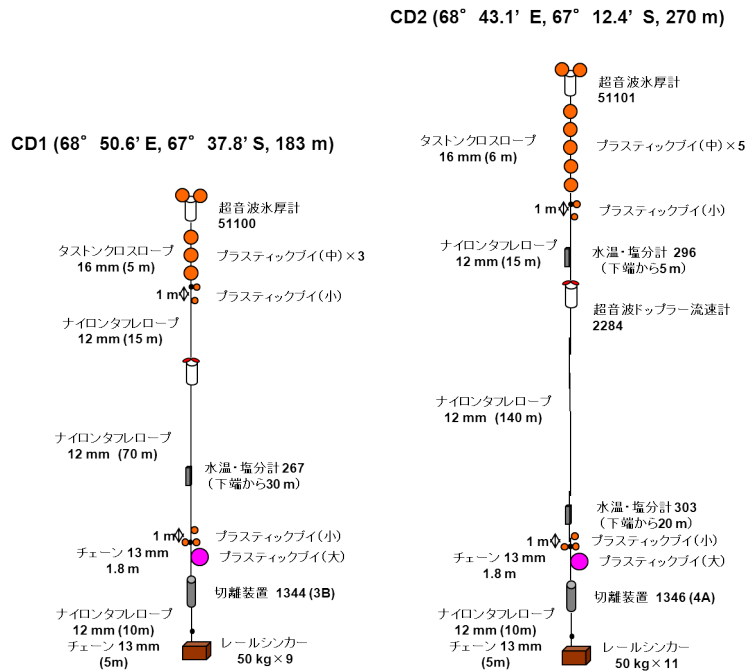 CD2 (68° 43.1’ E, 67° 12.4’ S, 270 m)
超音波氷厚計
51101
タストンクロスロープ
16 mm (6 m)
プラスティックブイ(中)×5
1 m
プラスティックブイ(小)
ナイロンタフレロープ
12 mm (15 m)
水温・塩分計 296
(下端から5 m)
超音波ドップラー流速計
2284
ナイロンタフレロープ
12 mm (140 m)
水温・塩分計 303
(下端から20 m)
1 m
プラスティックブイ(小)
チェーン 13 mm
1.8 m
プラスティックブイ(大)
切離装置 1346 (4A)
ナイロンタフレロープ
12 mm (10m)
チェーン 13 mm
(5m)
レールシンカー
50 kg×11
CD1 (68° 50.6’ E, 67° 37.8’ S, 183 m)
超音波氷厚計
51100
タストンクロスロープ
16 mm (5 m)
プラスティックブイ(中)×3
1 m
プラスティックブイ(小)
ナイロンタフレロープ
12 mm (15 m)
ナイロンタフレロープ
12 mm (70 m)
水温・塩分計 267
(下端から30 m)
1 m
プラスティックブイ(小)
チェーン 13 mm
1.8 m
プラスティックブイ(大)
切離装置 1344 (3B)
ナイロンタフレロープ
12 mm (10m)
チェーン 13 mm
(5m)
レールシンカー
50 kg×9